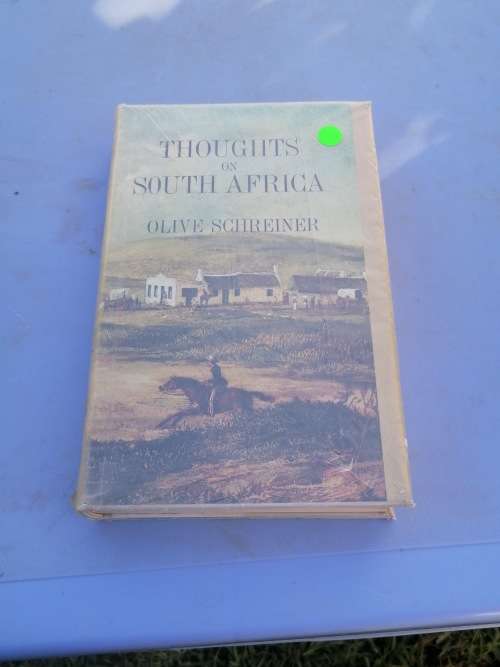 THOUGHTS
ON
SOUTH AFRICA
OLIVE SCHREINER